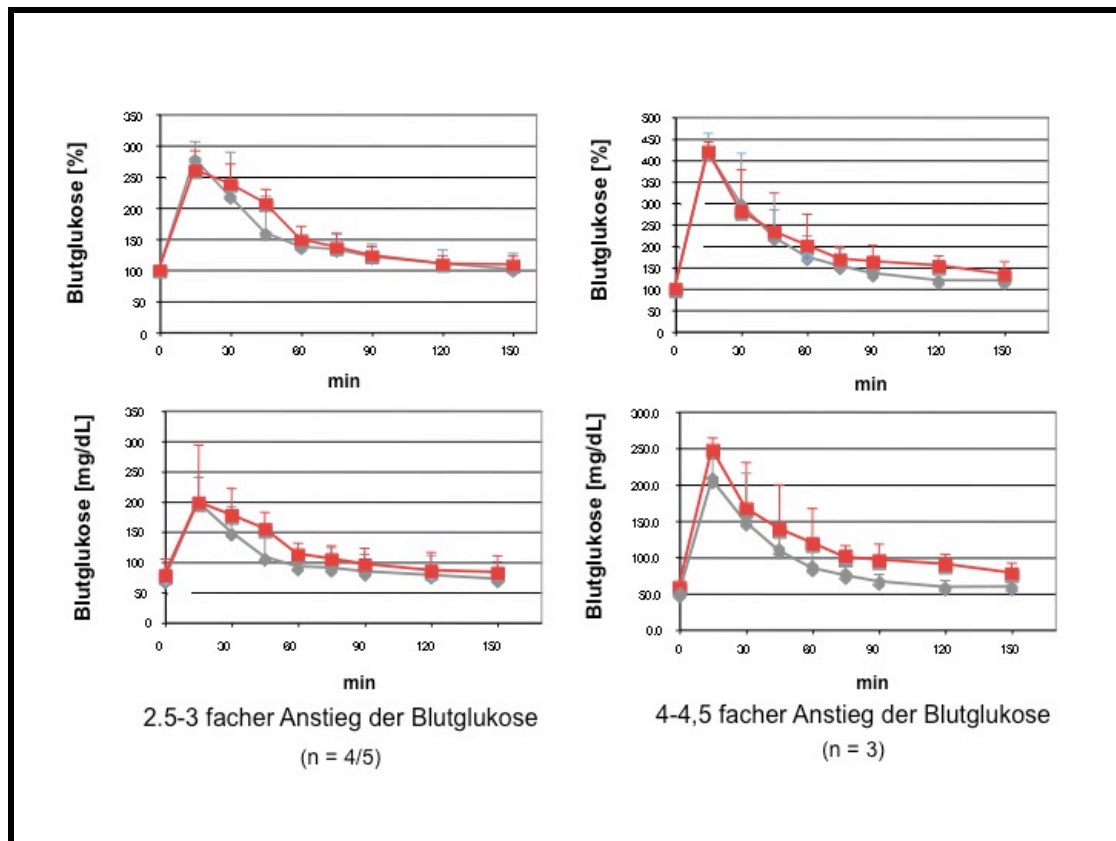 Blutglukose [%]
350
300
250
200
150
100
50
0
0 30 60 90 120 150
min
Blutglukose [%]
500
450
400
350
300
250
200
150
100
50
0
0 30 60 90 120 150
min
Blutglukose [mg/dL]
350
300
250
200
150
100
50
0
0 30 60 90 120 150
min
Blutglukose [mg/dL]
300.0
250.0
200.0
150.0
100.0
50.0
0.0
0 30 60 90 120 150
min
2.5-3 facher Anstieg der Blutglukose
(n = 4/5)
4-4,5 facher Anstieg der Blutglukose
(n = 3)